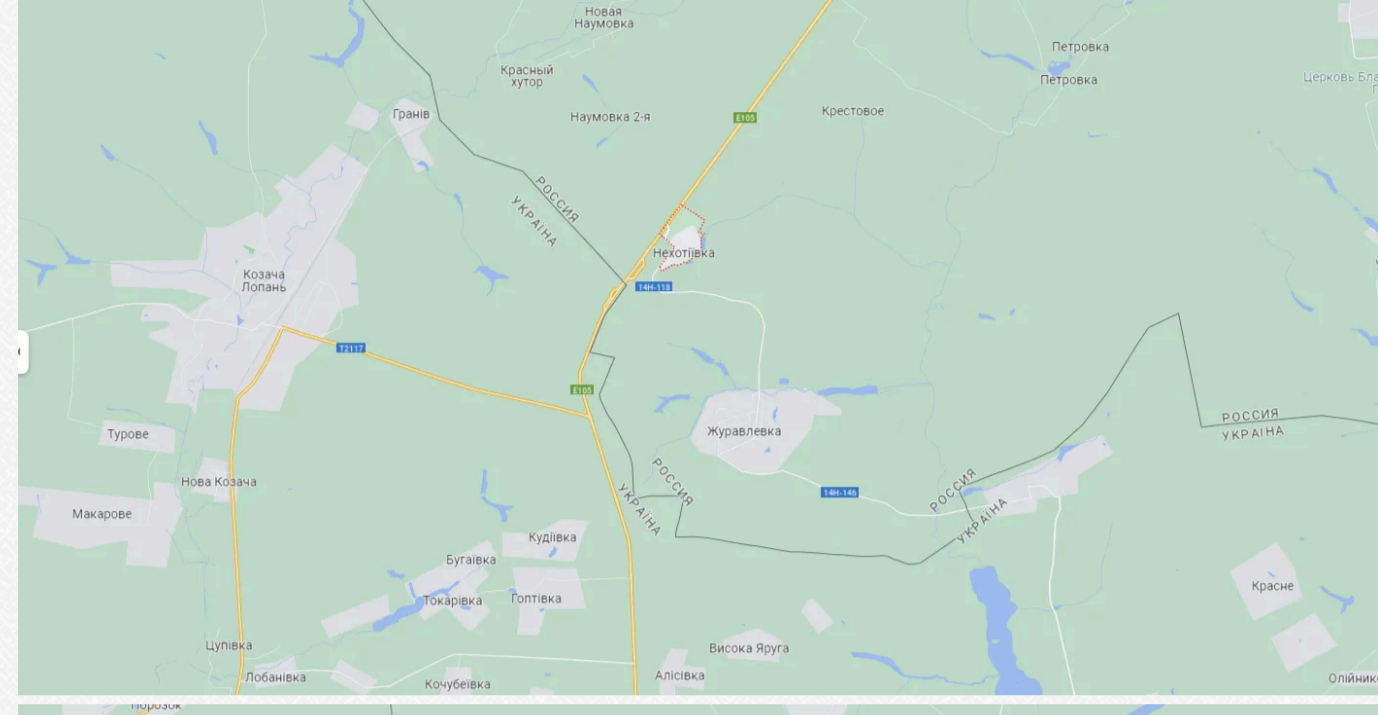 Новая
Наумовка
Петровка
Красный
хутор
Петровка
Церковь Бла
Гранів
Наумовка 2-я
E105
Крестовое
РОССИЯ
УКРАЇНА
Нехотіївка
Козача
Лопань
14Н-118
Т2117
E105
РОССИЯ
УКРАЇНА
Турове
Журавлевка
РОССИЯ
УКРАЇНА
Нова Козача
14Н-146
РОССИЯ
УКРАЇНА
Макарове
Кудіївка
Бугаївка
Красне
Токарівка
Гоптівка
Цупівка
Висока Яруга
Лобанівка
Алісівка
Олійник
Кочубеївка
Порозок